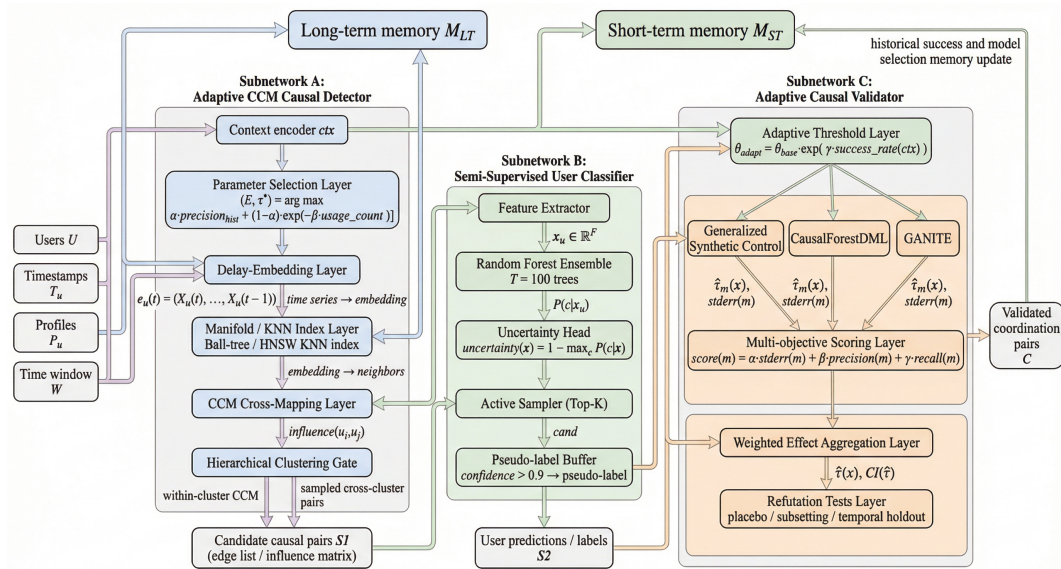 Long-term memory M_LT
Short-term memory M_ST
historical success and model
selection memory update
Subnetwork A:
Adaptive CCM Causal Detector
Context encoder ctx
Parameter Selection Layer
(E, τ*) = arg max
α·precision_hist + (1−α)·exp(−β·usage_count )]
Delay-Embedding Layer
e_u(t) = (X_u(t), …, X_u(t−1))
time series → embedding
Manifold / KNN Index Layer
Ball-tree / HNSW KNN index
embedding → neighbors
CCM Cross-Mapping Layer
influence(u_i,u_j)
Hierarchical Clustering Gate
within-cluster CCM
sampled cross-cluster
pairs
Candidate causal pairs S1
(edge list / influence matrix)
Users U
Timestamps
T_u
Profiles
P_u
Time window
W
Subnetwork B:
Semi-Supervised User Classifier
Feature Extractor
x_u ∈ ℝ^F
Random Forest Ensemble
T = 100 trees
P(c|x_u)
Uncertainty Head
uncertainty(x) = 1 − max_c P(c|x)
Active Sampler (Top-K)
cand
Pseudo-label Buffer
confidence > 0.9 → pseudo-label
User predictions / labels
S2
Subnetwork C:
Adaptive Causal Validator
Adaptive Threshold Layer
θ_adapt = θ_base·exp( γ·success_rate(ctx) )
Generalized
Synthetic Control
CausalForestDML
GANITE
τ̂_m(x),
stderr(m)
τ̂_m(x),
stderr(m)
τ̂_m(x),
stderr(m)
Multi-objective Scoring Layer
score(m) = α·stderr(m) + β·precision(m) + γ·recall(m)
Weighted Effect Aggregation Layer
τ̂(x), CI(τ̂)
Refutation Tests Layer
placebo / subsetting / temporal holdout
Validated
coordination
pairs
C